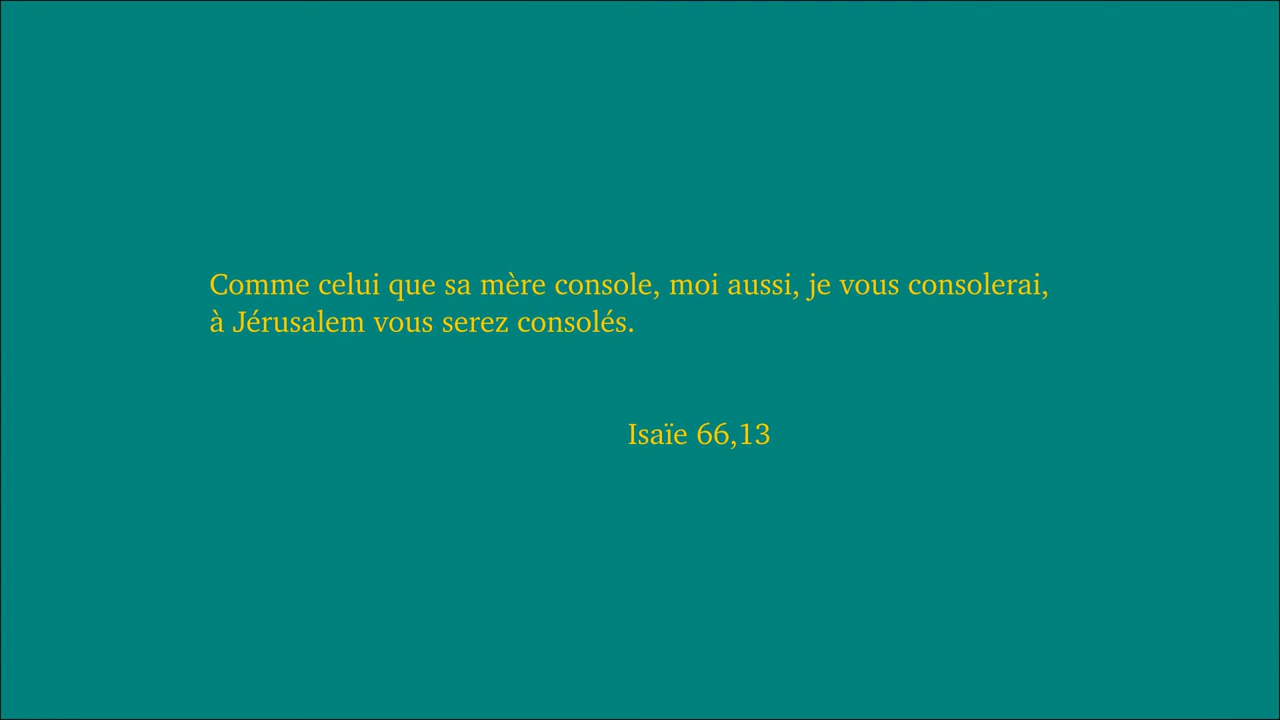 Comme celui que sa mère console, moi aussi, je vous consolerai,
à Jérusalem vous serez consolés.
Isaïe 66,13